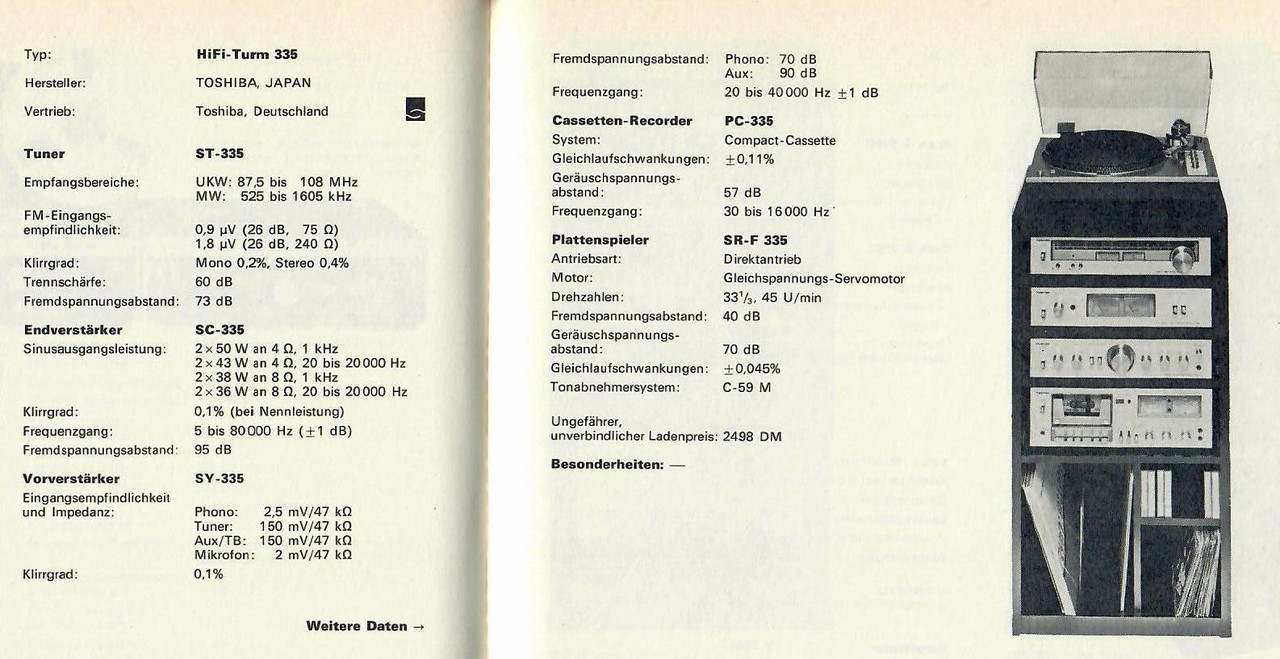 Typ: HiFi-Turm 335
Hersteller: TOSHIBA, JAPAN
Vertrieb: Toshiba, Deutschland
Tuner ST-335
Empfangsbereiche: UKW: 87,5 bis 108 MHz
MW: 525 bis 1605 kHz
FM-Eingangs-
empfindlichkeit: 0,9 µV (26 dB, 75 Ω)
1,8 µV (26 dB, 240 Ω)
Klirrgrad: Mono 0,2%, Stereo 0,4%
Trennschärfe: 60 dB
Fremdspannungsabstand: 73 dB
Endverstärker SC-335
Sinusausgangsleistung: 2×50 W an 4 Ω, 1 kHz
2×43 W an 4 Ω, 20 bis 20000 Hz
2×38 W an 8 Ω, 1 kHz
2×36 W an 8 Ω, 20 bis 20000 Hz
Klirrgrad: 0,1% (bei Nennleistung)
Frequenzgang: 5 bis 80000 Hz (±1 dB)
Fremdspannungsabstand: 95 dB
Vorverstärker SY-335
Eingangsempfindlichkeit
und Impedanz: Phono: 2,5 mV/47 kΩ
Tuner: 150 mV/47 kΩ
Aux/TB: 150 mV/47 kΩ
Mikrofon: 2 mV/47 kΩ
Klirrgrad: 0,1%
Weitere Daten →
Fremdspannungsabstand: Phono: 70 dB
Aux: 90 dB
Frequenzgang: 20 bis 40000 Hz ±1 dB
Cassetten-Recorder PC-335
System: Compact-Cassette
Gleichlaufschwankungen: ±0,11%
Geräuschspannungs-
abstand: 57 dB
Frequenzgang: 30 bis 16000 Hz
Plattenspieler SR-F 335
Antriebsart: Direktantrieb
Motor: Gleichspannungs-Servomotor
Drehzahlen: 33¹/₃, 45 U/min
Fremdspannungsabstand: 40 dB
Geräuschspannungs-
abstand: 70 dB
Gleichlaufschwankungen: ±0,045%
Tonabnehmersystem: C-59 M
Ungefährer,
unverbindlicher Ladenpreis: 2498 DM
Besonderheiten: —